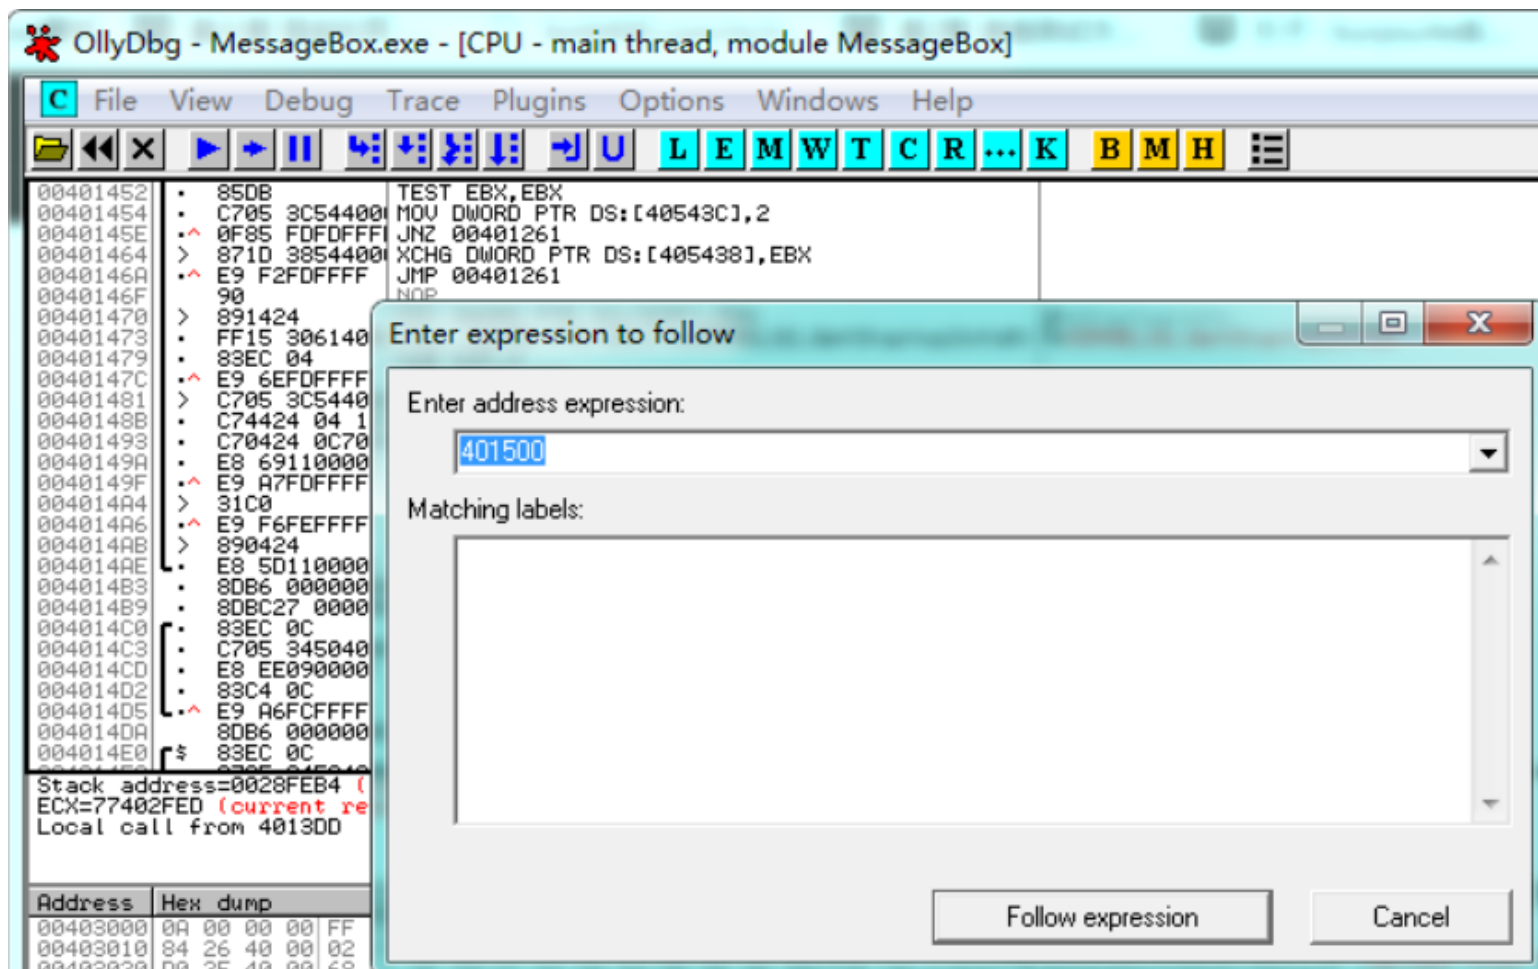 OllyDbg - MessageBox.exe - [CPU - main thread, module MessageBox]
C File View Debug Trace Plugins Options Windows Help
L E M W T C R ... K B M H
00401452 · 85DB TEST EBX,EBX
00401454 · C705 3C544000 MOV DWORD PTR DS:[40543C],2
0040145E ·^ 0F85 FDFDFFFF JNZ 00401261
00401464 > 871D 38544000 XCHG DWORD PTR DS:[405438],EBX
0040146A ·^ E9 F2FDFFFF JMP 00401261
0040146F 90 NOP
00401470 > 891424
00401473 · FF15 306140
00401479 · 83EC 04
0040147C ·^ E9 6EFDFFFF
00401481 > C705 3C5440
0040148B · C74424 04 1
00401493 · C70424 0C70
0040149A · E8 69110000
0040149F ·^ E9 A7FDFFFF
004014A4 > 31C0
004014A6 ·^ E9 F6FEFFFF
004014AB > 890424
004014AE · E8 5D110000
004014B3 · 8DB6 000000
004014B9 · 8DBC27 0000
004014C0 · 83EC 0C
004014C3 · C705 345040
004014CD · E8 EE090000
004014D2 · 83C4 0C
004014D5 ·^ E9 A6FCFFFF
004014DA 8DB6 000000
004014E0 $ 83EC 0C
Enter expression to follow
Enter address expression:
401500
Matching labels:
Follow expression Cancel
Stack address=0028FEB4 (
ECX=77402FED (current re
Local call from 4013DD
Address Hex dump
00403000 0A 00 00 00 FF
00403010 84 26 40 00 02